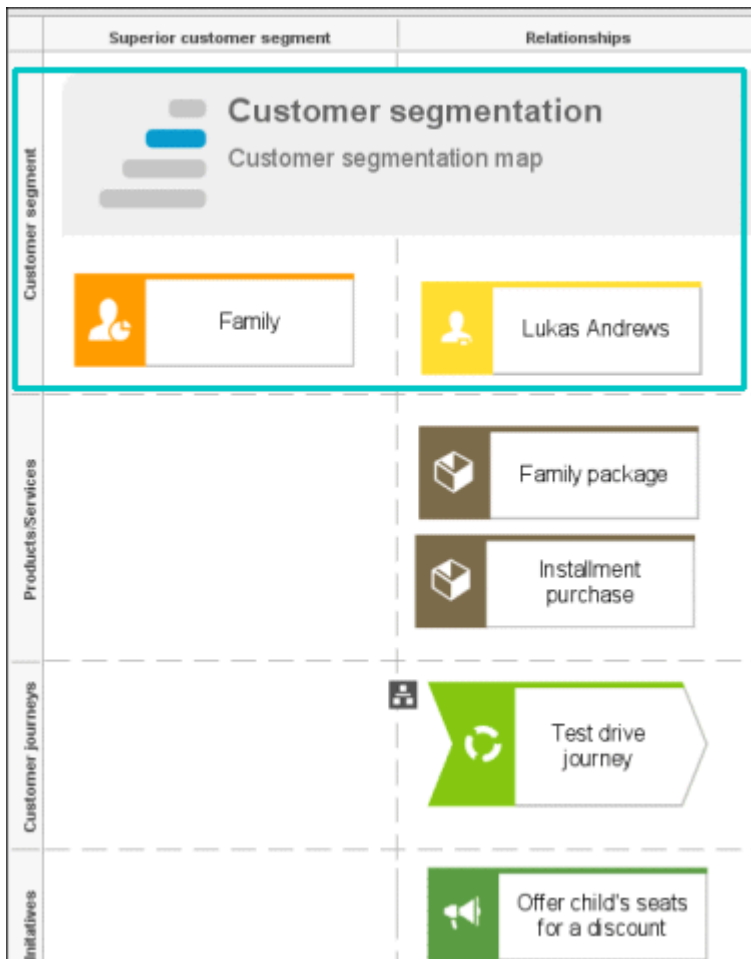 Superior customer segment
Relationships
Customer segment
Customer segmentation
Customer segmentation map
Family
Lukas Andrews
Products/Services
Family package
Installment
purchase
Customer journeys
Test drive
journey
Initatives
Offer child's seats
for a discount